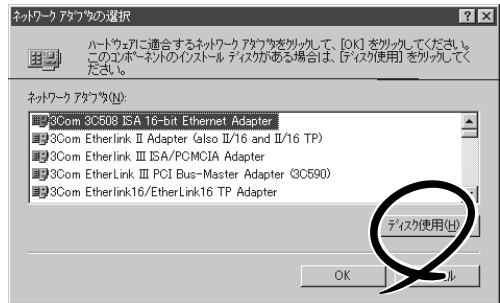 ネットワーク アダプタの選択
ハードウェアに適合するネットワーク アダプタをクリックして、[OK] をクリックしてください。
このコンポーネントのインストール ディスクがある場合は、[ディスク使用] をクリックしてく
ださい。
ネットワーク アダプタ(N):
3Com 3C508 ISA 16-bit Ethernet Adapter
3Com Etherlink II Adapter (also II/16 and II/16 TP)
3Com Etherlink III ISA/PCMCIA Adapter
3Com EtherLink III PCI Bus-Master Adapter (3C590)
3Com Etherlink16/EtherLink16 TP Adapter
ディスク使用(H)
OK